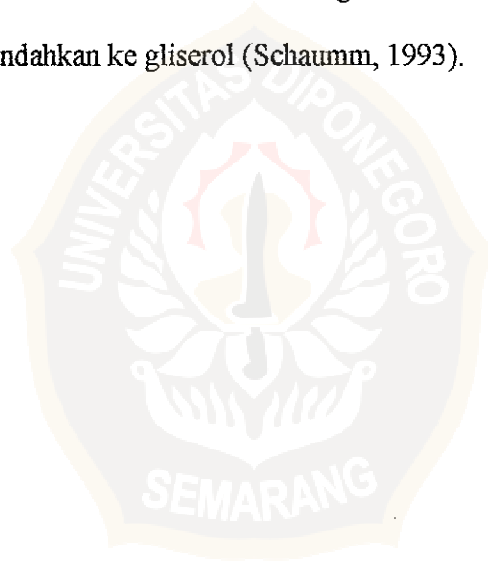 ndahkan ke gliserol (Schaumm, 1993).
UNIVERSITAS DIPONEGORO
SEMARANG